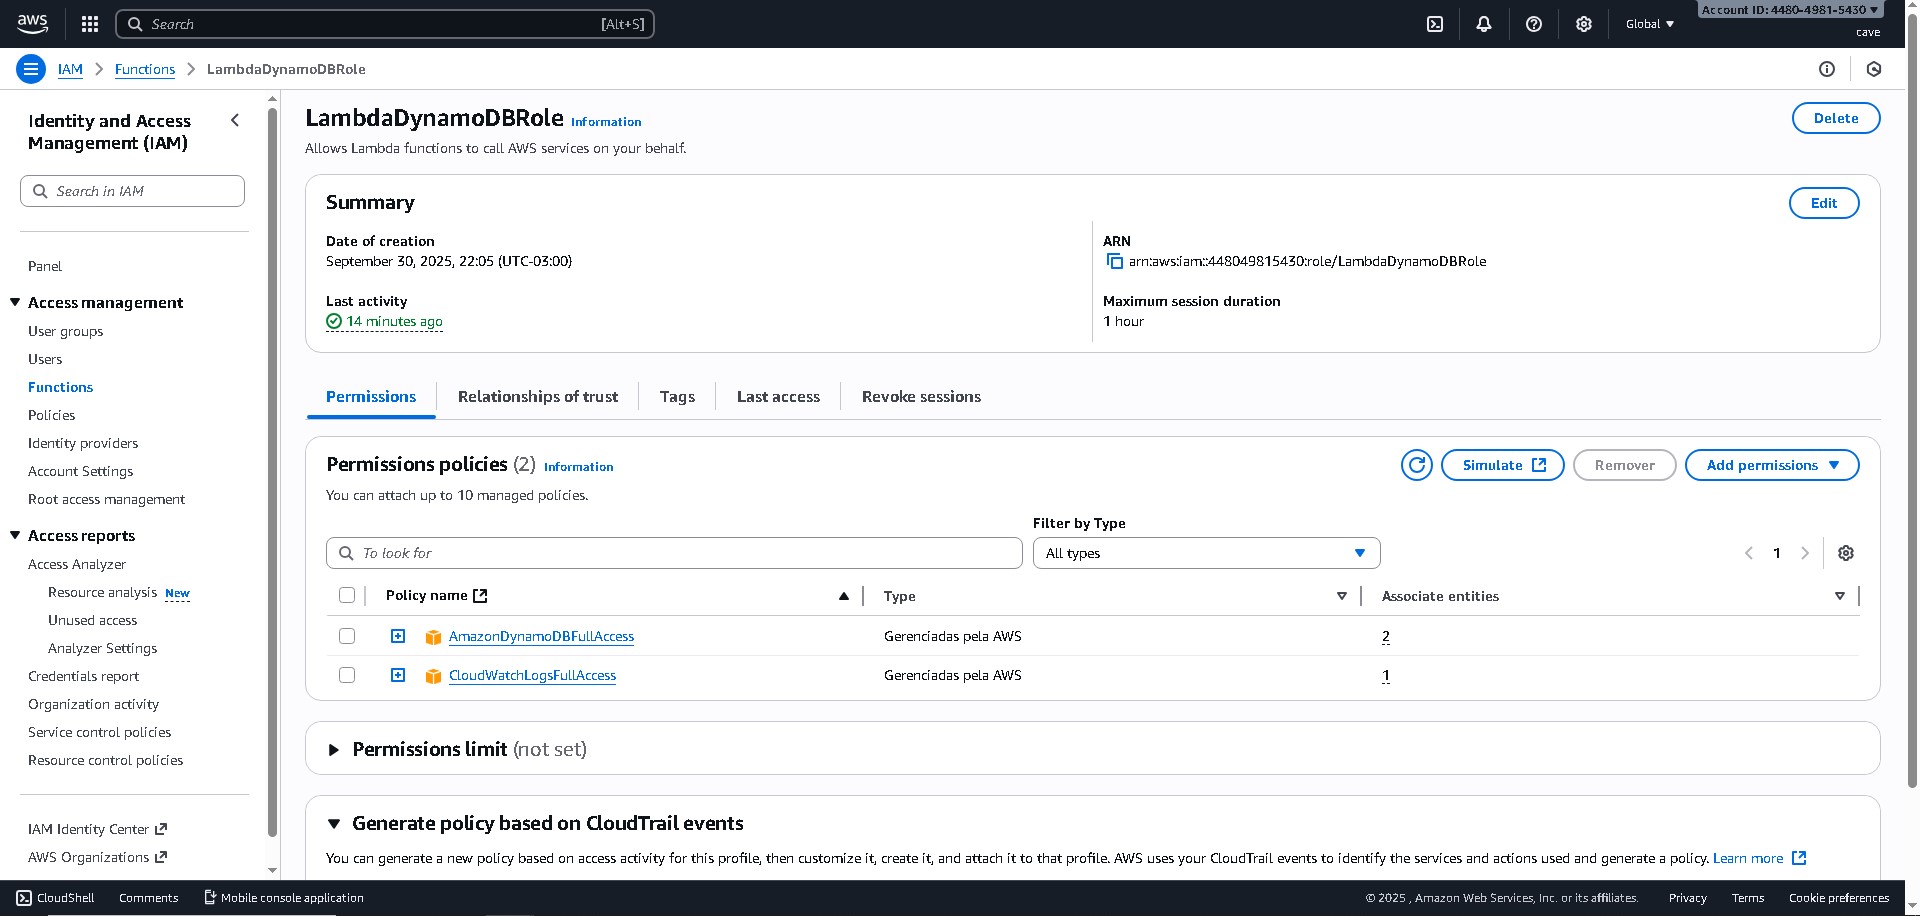 aws
Search
[Alt+S]
Global
Account ID: 4480-4981-5430
cave
IAM
Functions
LambdaDynamoDBRole
Identity and Access
Management (IAM)
Search in IAM
Panel
Access management
User groups
Users
Functions
Policies
Identity providers
Account Settings
Root access management
Access reports
Access Analyzer
Resource analysis New
Unused access
Analyzer Settings
Credentials report
Organization activity
Service control policies
Resource control policies
IAM Identity Center
AWS Organizations
LambdaDynamoDBRole Information
Delete
Allows Lambda functions to call AWS services on your behalf.
Summary
Edit
Date of creation
September 30, 2025, 22:05 (UTC-03:00)
ARN
arn:aws:iam::448049815430:role/LambdaDynamoDBRole
Last activity
14 minutes ago
Maximum session duration
1 hour
Permissions
Relationships of trust
Tags
Last access
Revoke sessions
Permissions policies (2) Information
Simulate
Remover
Add permissions
You can attach up to 10 managed policies.
Filter by Type
To look for
All types
1
Policy name
Type
Associate entities
AmazonDynamoDBFullAccess
Gerenciadas pela AWS
2
CloudWatchLogsFullAccess
Gerenciadas pela AWS
1
Permissions limit (not set)
Generate policy based on CloudTrail events
You can generate a new policy based on access activity for this profile, then customize it, create it, and attach it to that profile. AWS uses your CloudTrail events to identify the services and actions used and generate a policy. Learn more
CloudShell
Comments
Mobile console application
© 2025 , Amazon Web Services, Inc. or its affiliates.
Privacy
Terms
Cookie preferences